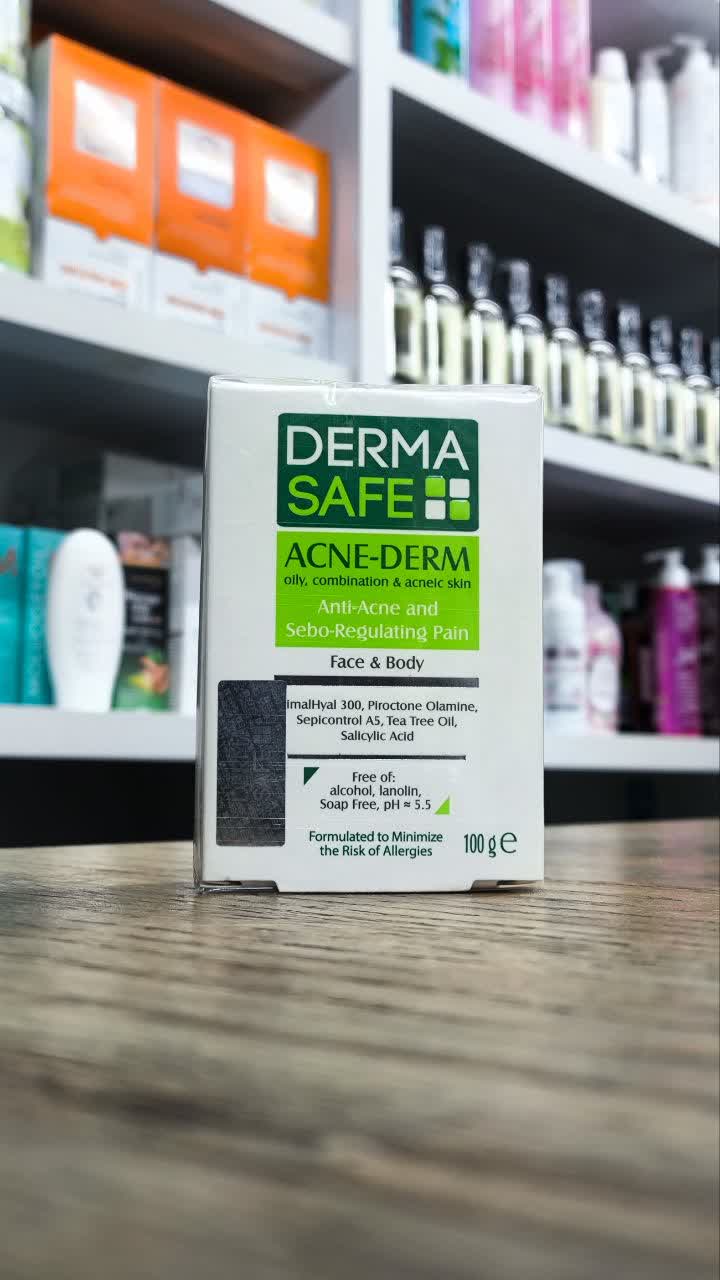 DERMA
SAFE
ACNE-DERM
oily, combination & acneic skin
Anti-Acne and
Sebo-Regulating Pain
Face & Body
imalHyal 300, Piroctone Olamine,
Sepicontrol A5, Tea Tree Oil,
Salicylic Acid
Free of:
alcohol, lanolin,
Soap Free, pH ≈ 5.5
Formulated to Minimize
the Risk of Allergies
100 g e